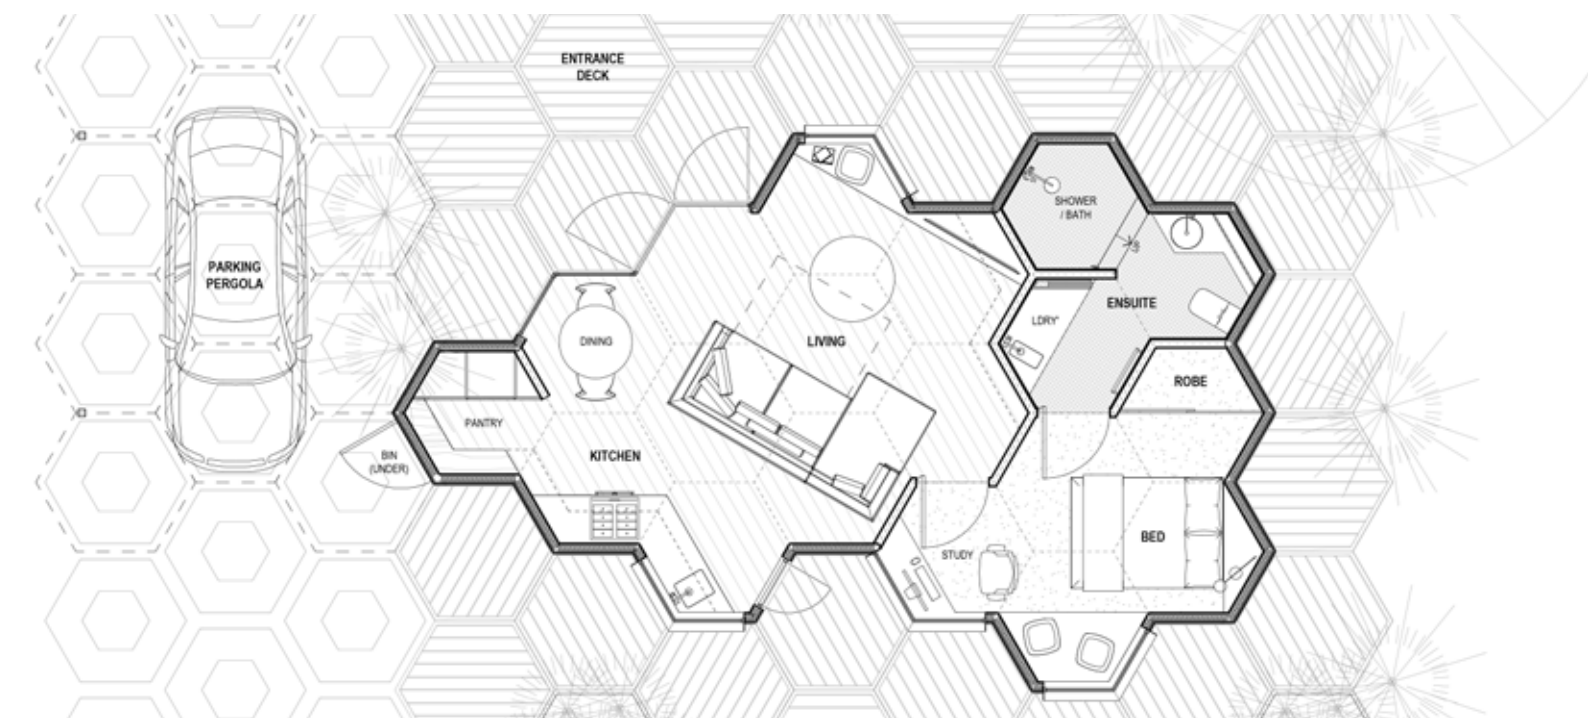 ENTRANCE
DECK
SHOWER
/ BATH
PARKING
PERGOLA
ENSUITE
LDRY'
DINING
LIVING
ROBE
PANTRY
BIN
(UNDER)
KITCHEN
BED
STUDY